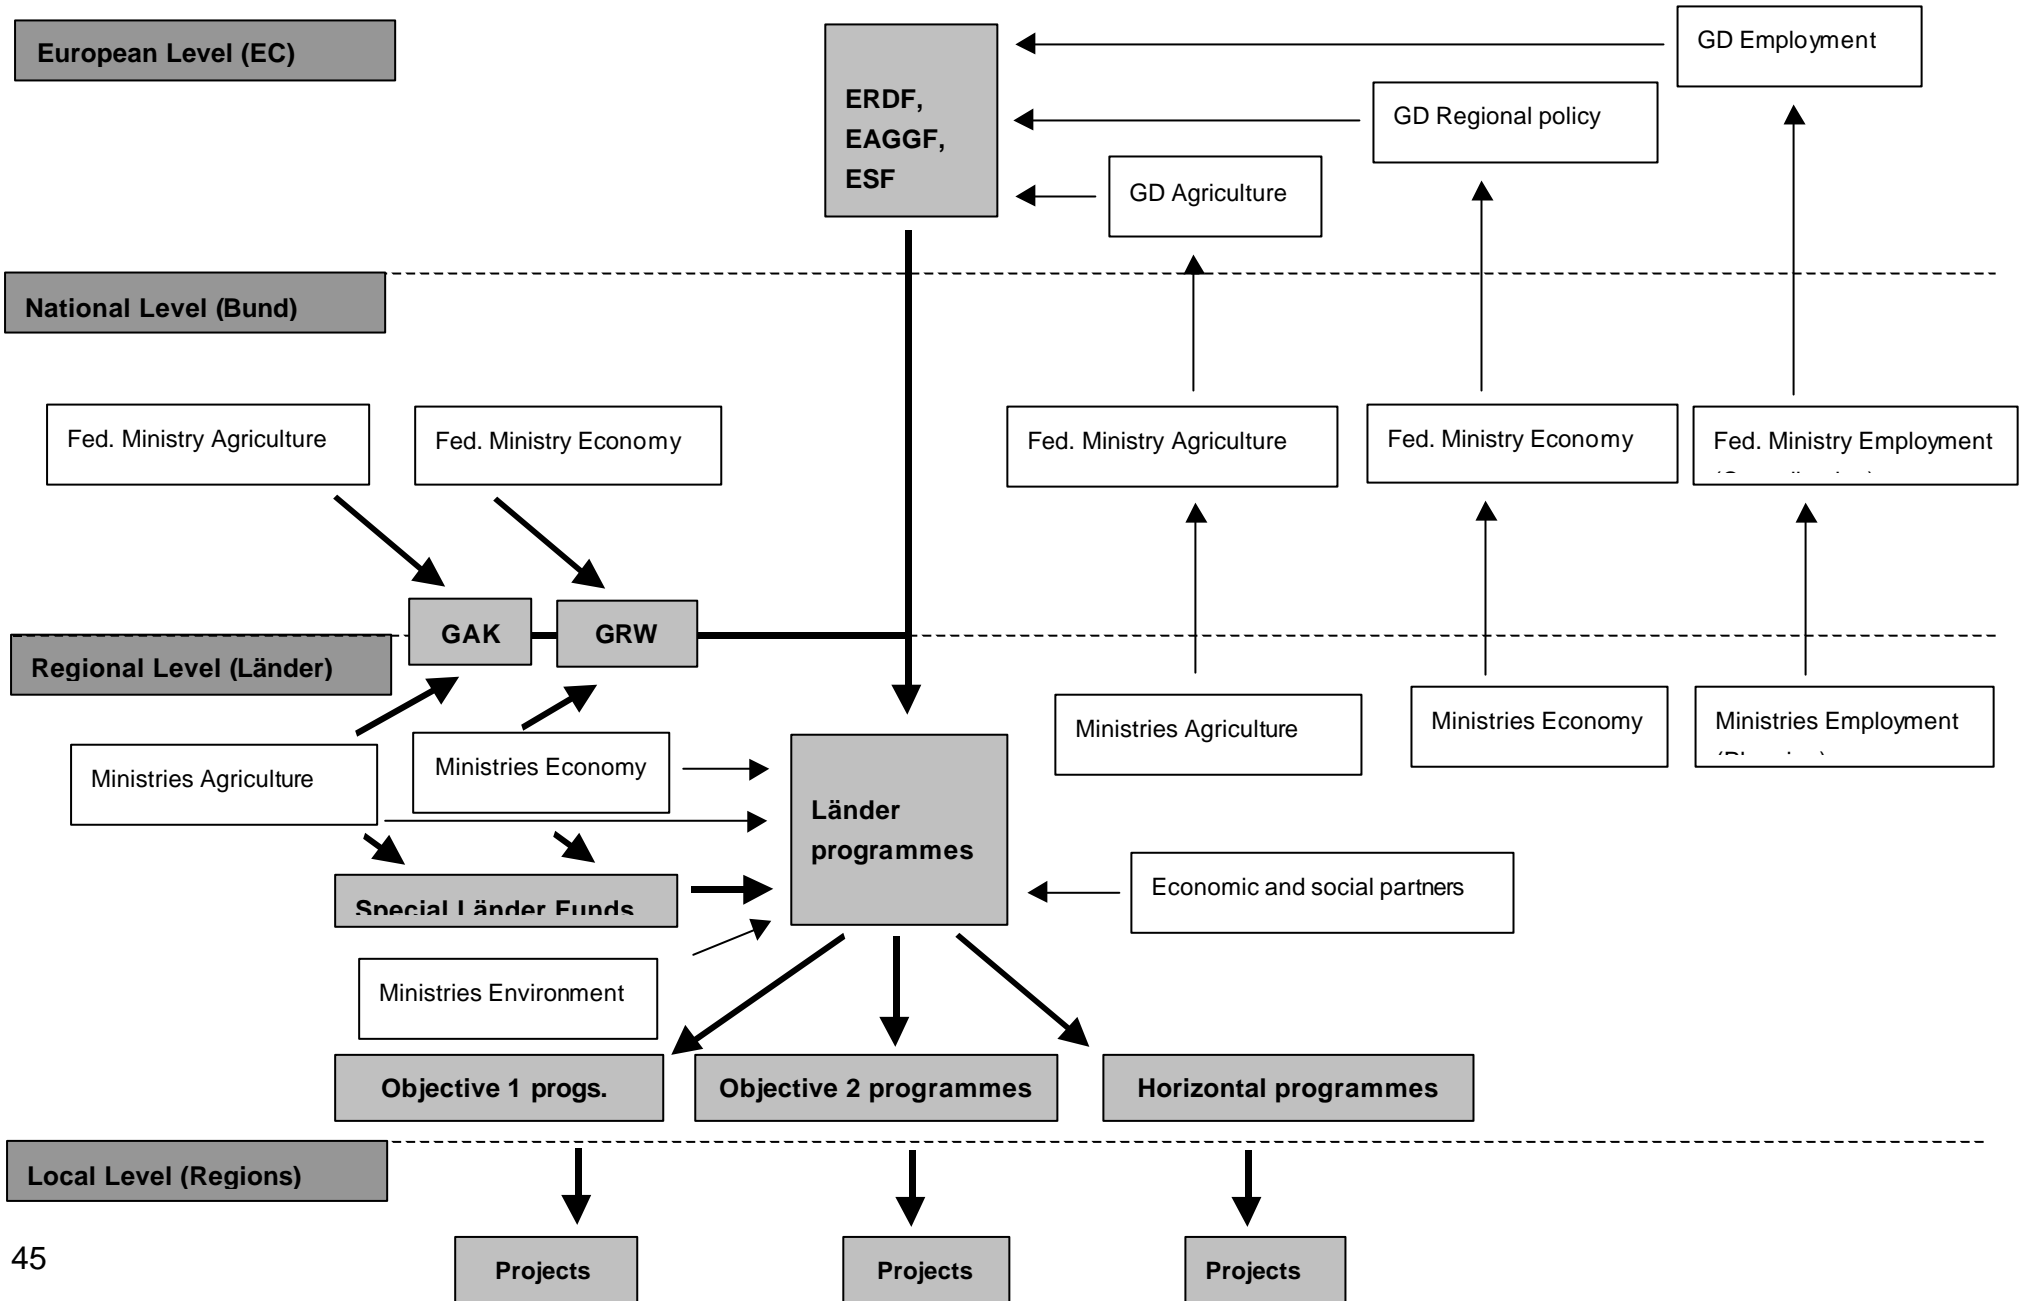 European Level (EC)
GD Employment
ERDF,
EAGGF,
ESF
GD Regional policy
GD Agriculture
National Level (Bund)
Fed. Ministry Agriculture
Fed. Ministry Economy
Fed. Ministry Agriculture
Fed. Ministry Economy
Fed. Ministry Employment
GAK
GRW
Regional Level (Länder)
Ministries Agriculture
Ministries Economy
Ministries Employment
Ministries Agriculture
Ministries Economy
Länder
programmes
Special Länder Funds
Economic and social partners
Ministries Environment
Objective 1 progs.
Objective 2 programmes
Horizontal programmes
Local Level (Regions)
45
Projects
Projects
Projects